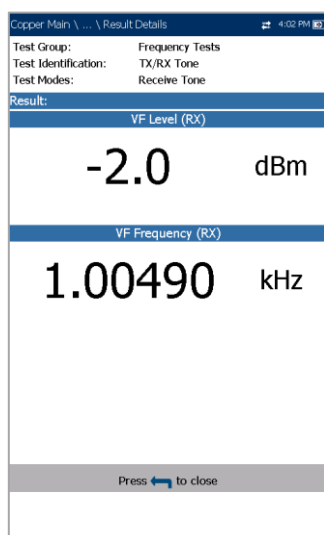 Copper Main \ ... \ Result Details 4:02 PM
Test Group: Frequency Tests
Test Identification: TX/RX Tone
Test Modes: Receive Tone
Result:
VF Level (RX)
-2.0 dBm
VF Frequency (RX)
1.00490 kHz
Press to close